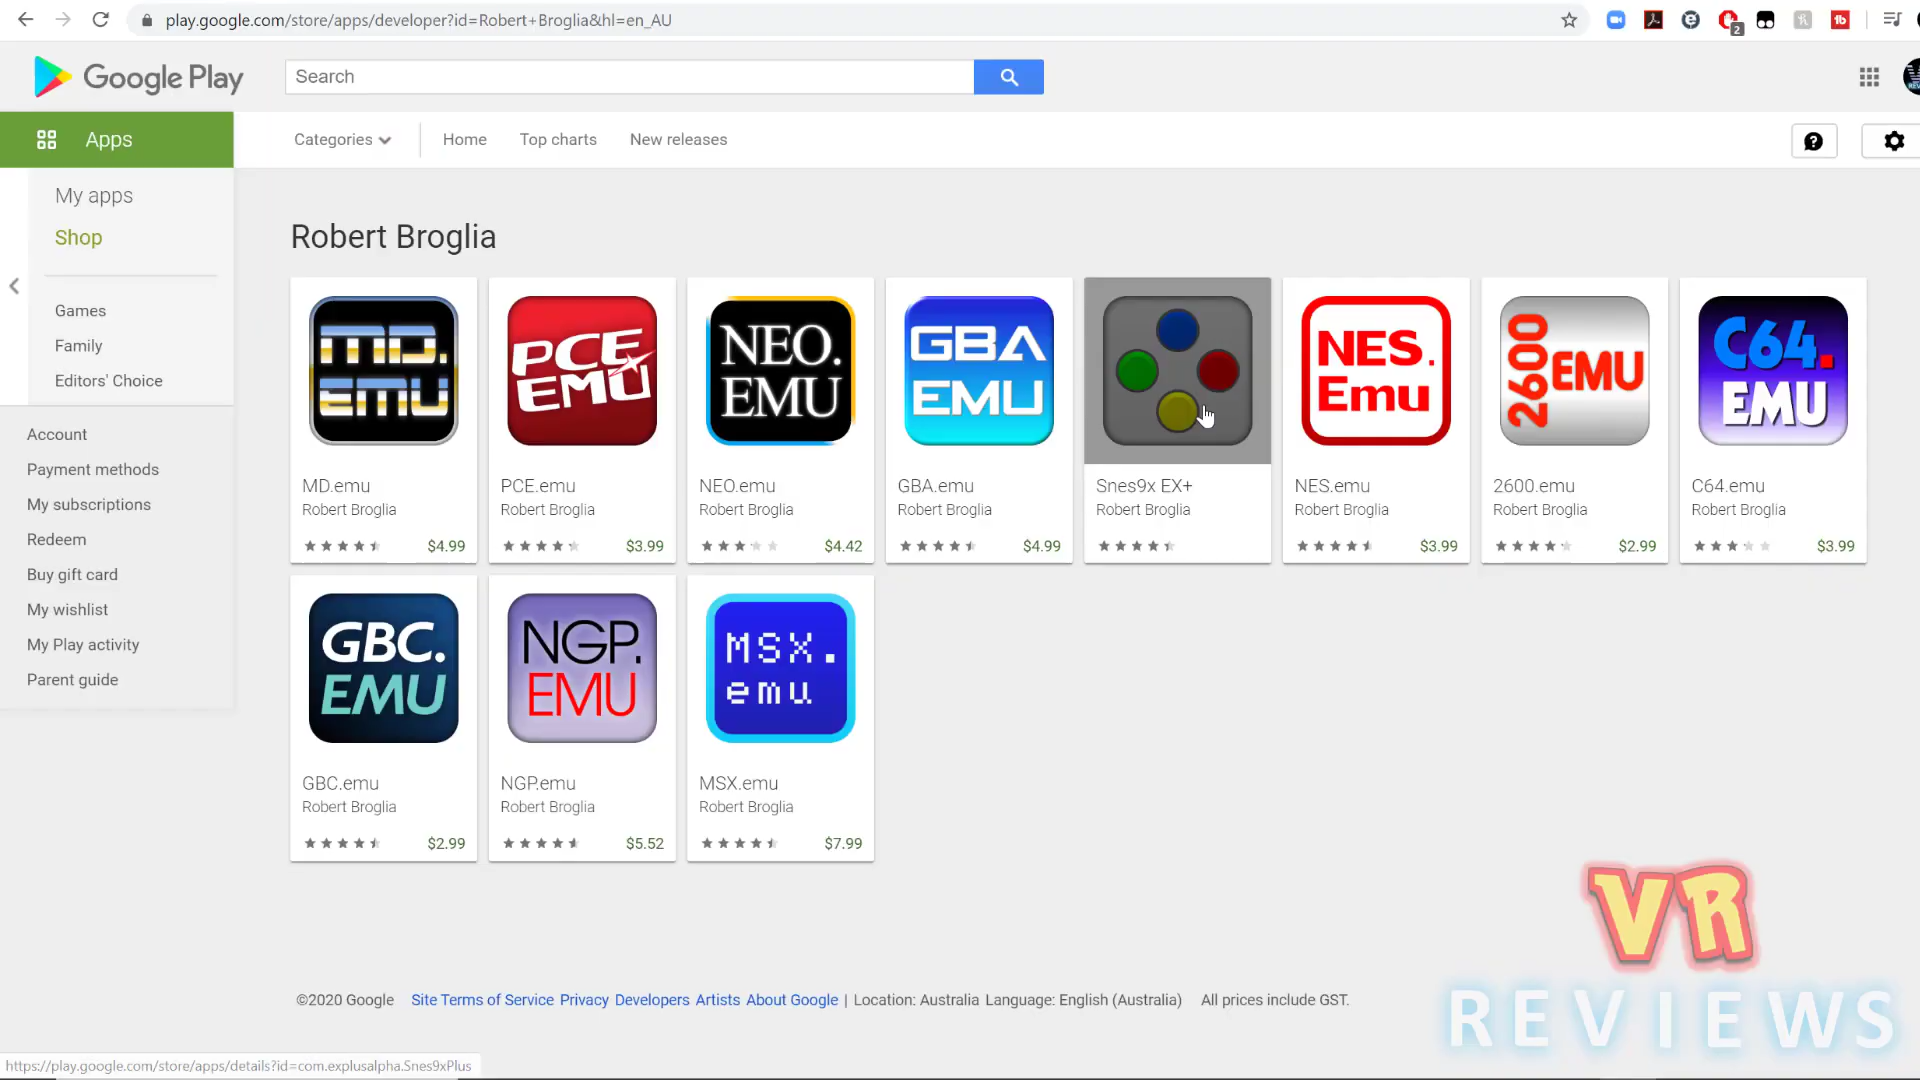 play.google.com/store/apps/developer?id=Robert+Broglia&hl=en_AU
2
Google Play
Search
Apps
Categories
Home
Top charts
New releases
My apps
Shop
Games
Family
Editors' Choice
Account
Payment methods
My subscriptions
Redeem
Buy gift card
My wishlist
My Play activity
Parent guide
Robert Broglia
MD.
EMU
MD.emu
Robert Broglia
$4.99
PCE
EMU
PCE.emu
Robert Broglia
$3.99
NEO.
EMU
NEO.emu
Robert Broglia
$4.42
GBA
EMU
GBA.emu
Robert Broglia
$4.99
Snes9x EX+
Robert Broglia
NES.
Emu
NES.emu
Robert Broglia
$3.99
2600
EMU
2600.emu
Robert Broglia
$2.99
C64.
EMU
C64.emu
Robert Broglia
$3.99
GBC.
EMU
GBC.emu
Robert Broglia
$2.99
NGP.
EMU
NGP.emu
Robert Broglia
$5.52
MSX.
emu
MSX.emu
Robert Broglia
$7.99
©2020 Google Site Terms of Service Privacy Developers Artists About Google | Location: Australia Language: English (Australia) All prices include GST.
VR
REVIEWS
https://play.google.com/store/apps/details?id=com.explusalpha.Snes9xPlus